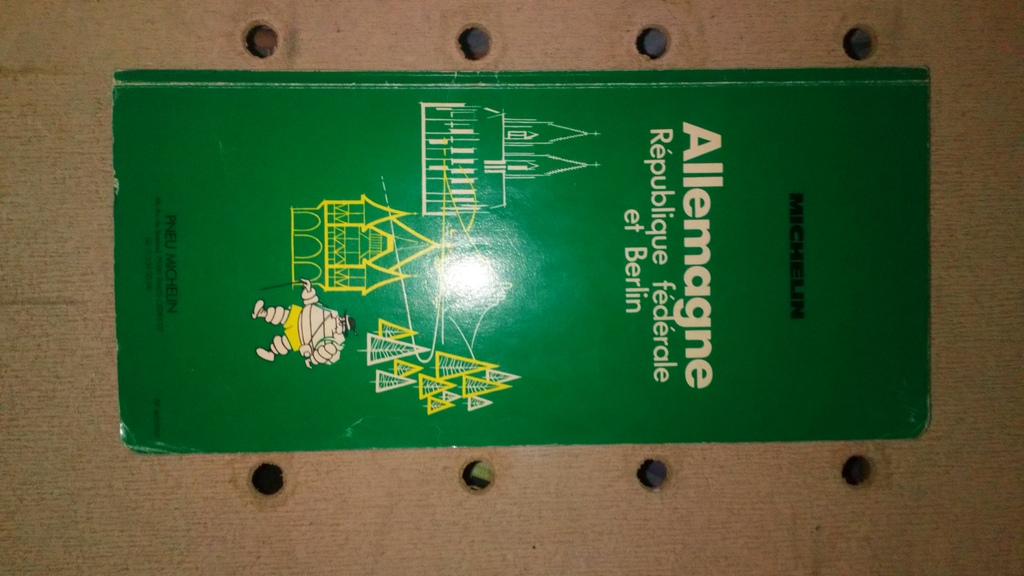 MICHELIN
Allemagne
République fédérale
et Berlin
PNEU MICHELIN